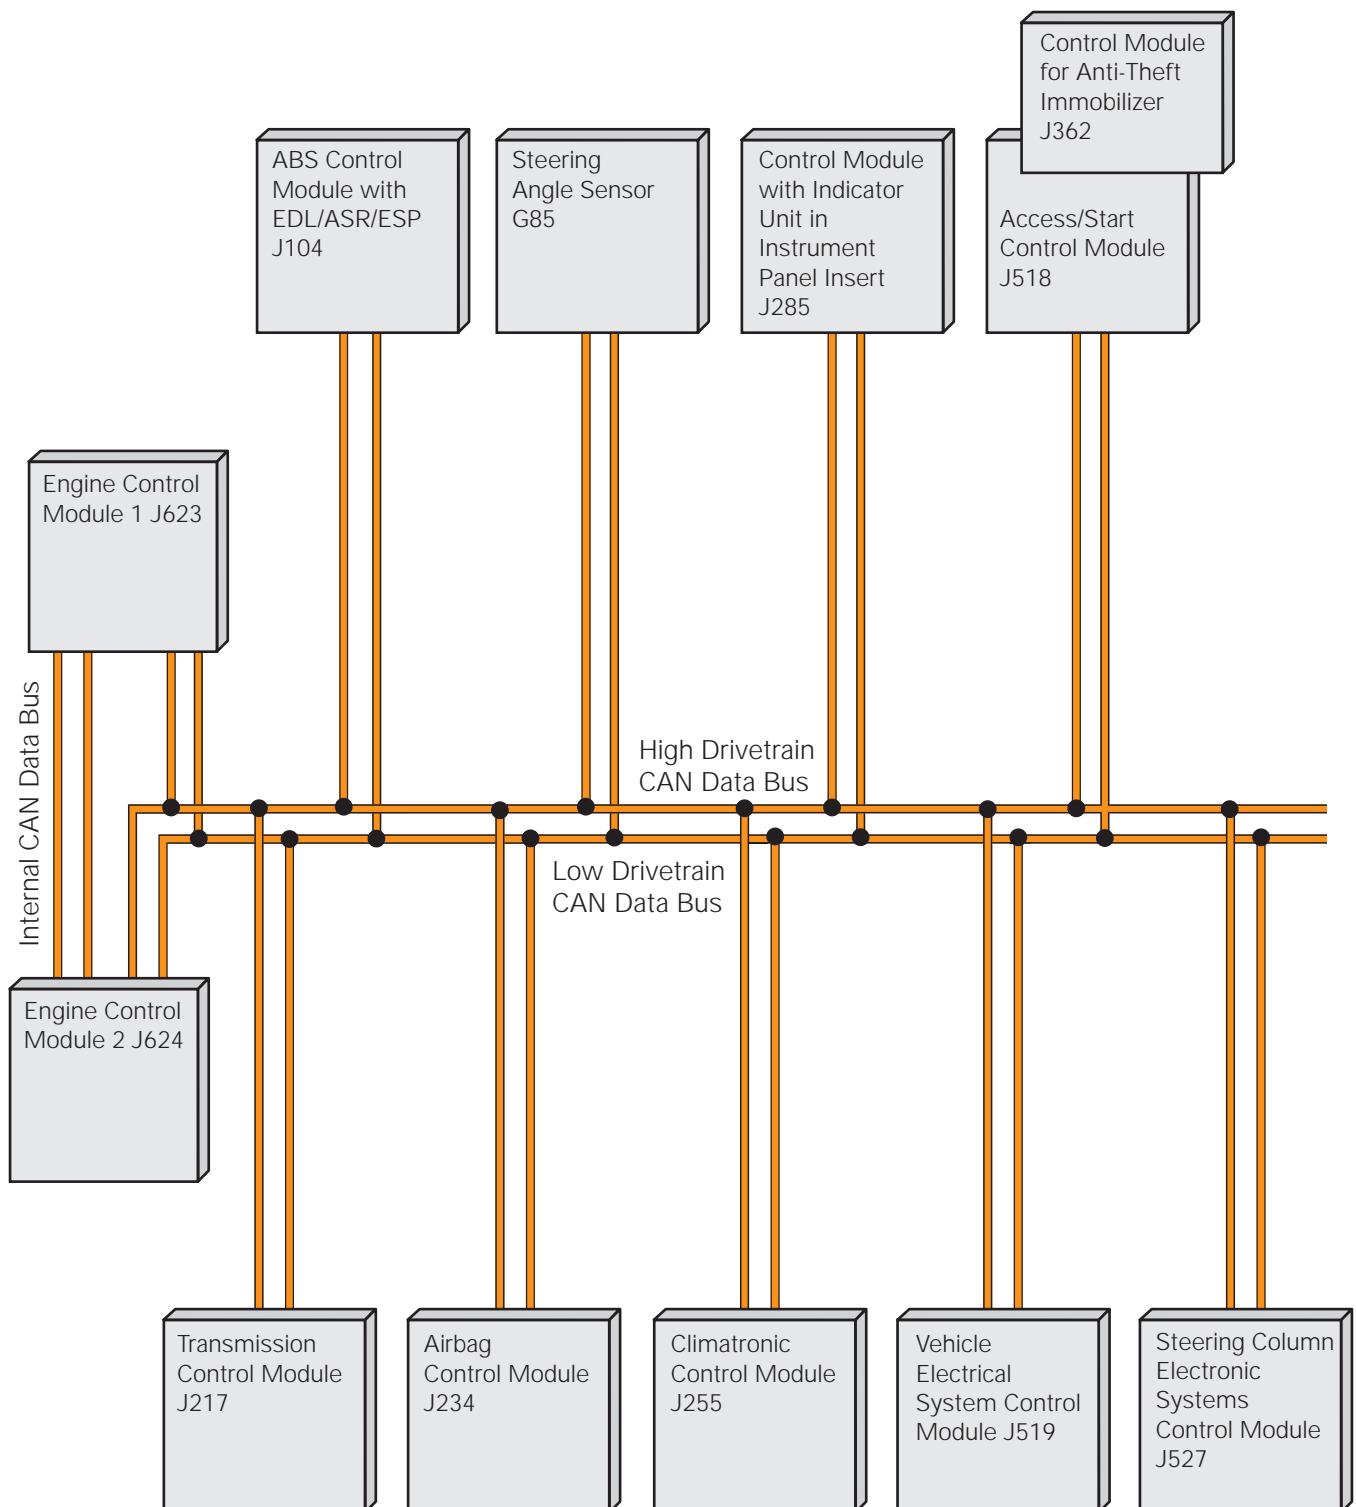 Control Module
for Anti-Theft
Immobilizer
J362
ABS Control
Module with
EDL/ASR/ESP
J104
Steering
Angle Sensor
G85
Control Module
with Indicator
Unit in
Instrument
Panel Insert
J285
Access/Start
Control Module
J518
Engine Control
Module 1 J623
Internal CAN Data Bus
High Drivetrain
CAN Data Bus
Low Drivetrain
CAN Data Bus
Engine Control
Module 2 J624
Transmission
Control Module
J217
Airbag
Control Module
J234
Climatronic
Control Module
J255
Vehicle
Electrical
System Control
Module J519
Steering Column
Electronic
Systems
Control Module
J527